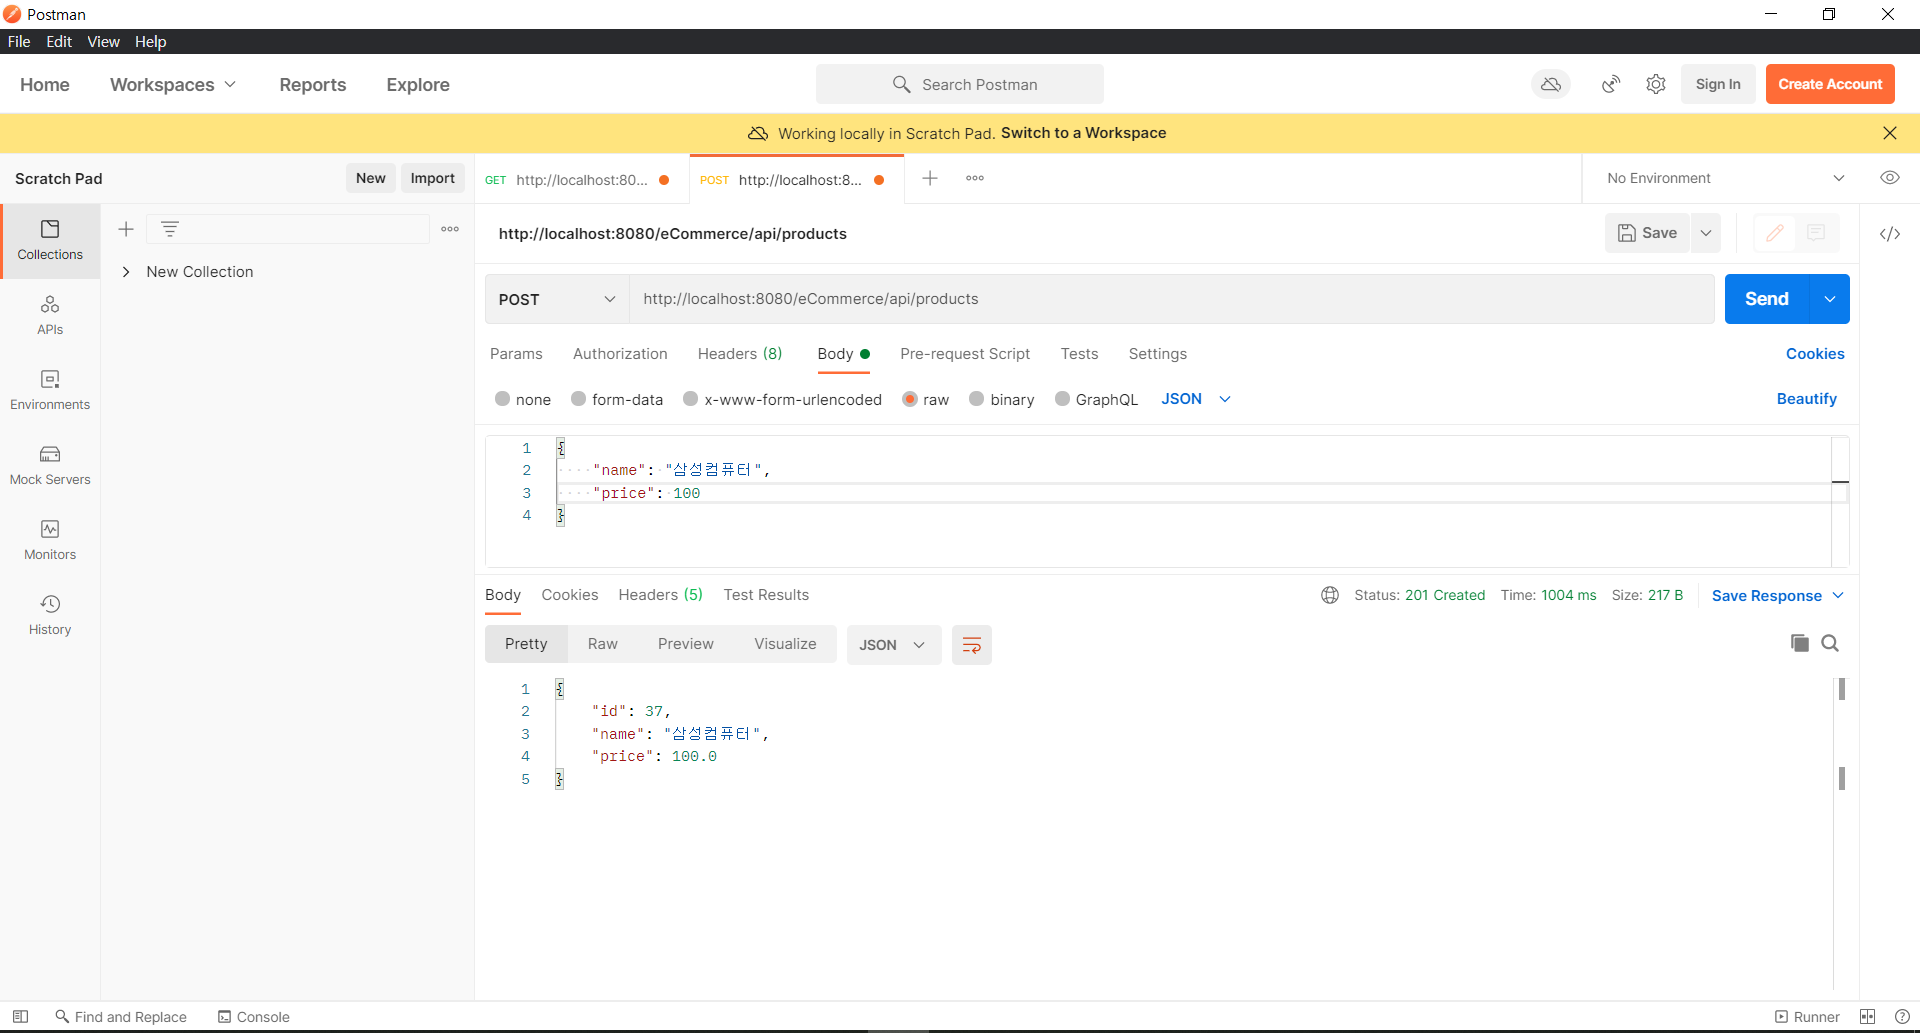 Postman
File Edit View Help
Home Workspaces Reports Explore Search Postman Sign In Create Account
Working locally in Scratch Pad. Switch to a Workspace
Scratch Pad New Import GET http://localhost:80... POST http://localhost:8... No Environment
http://localhost:8080/eCommerce/api/products Save
Collections
New Collection
POST http://localhost:8080/eCommerce/api/products Send
APIs
Params Authorization Headers (8) Body Pre-request Script Tests Settings Cookies
none form-data x-www-form-urlencoded raw binary GraphQL JSON Beautify
Environments
1 {
2 "name": "삼성컴퓨터",
3 "price": 100
4 }
Mock Servers
Monitors
History
Body Cookies Headers (5) Test Results Status: 201 Created Time: 1004 ms Size: 217 B Save Response
Pretty Raw Preview Visualize JSON
1 {
2 "id": 37,
3 "name": "삼성컴퓨터",
4 "price": 100.0
5 }
Find and Replace Console Runner